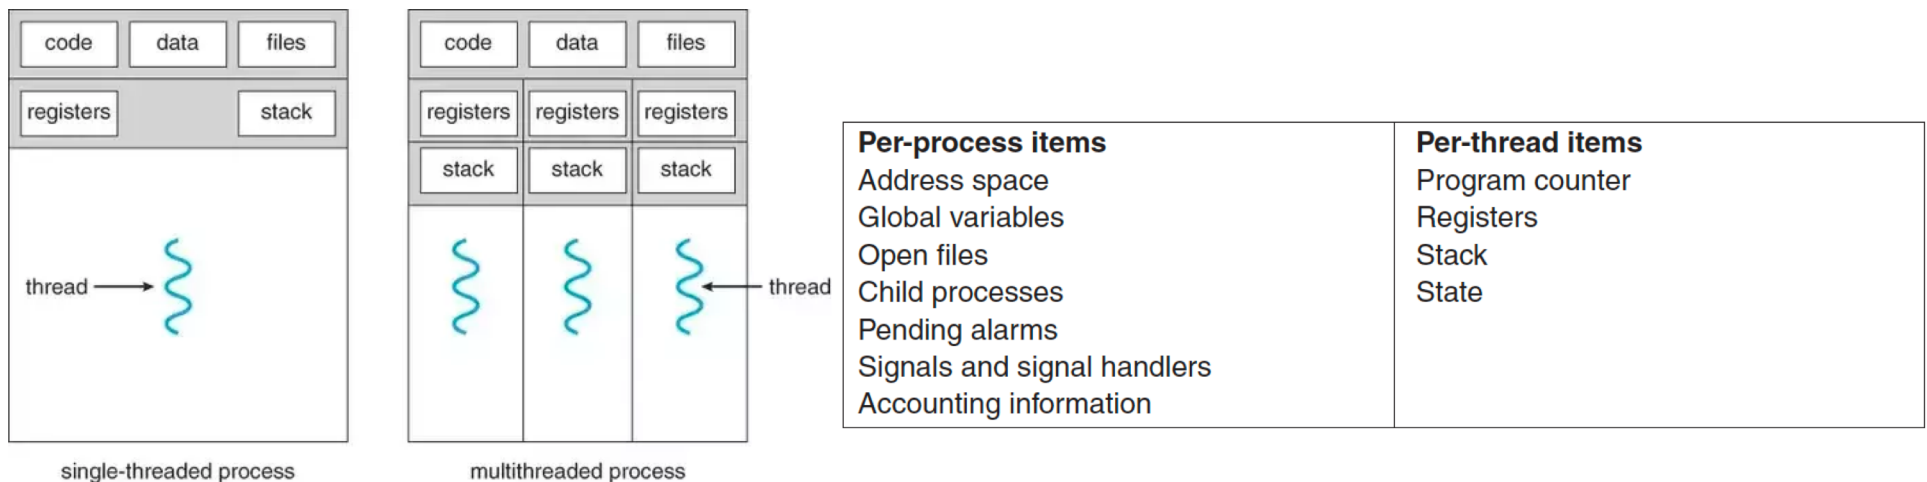 code data files
registers stack
thread
single-threaded process
code data files
registers registers registers
stack stack stack
thread
multithreaded process
Per-process items
Address space
Global variables
Open files
Child processes
Pending alarms
Signals and signal handlers
Accounting information
Per-thread items
Program counter
Registers
Stack
State